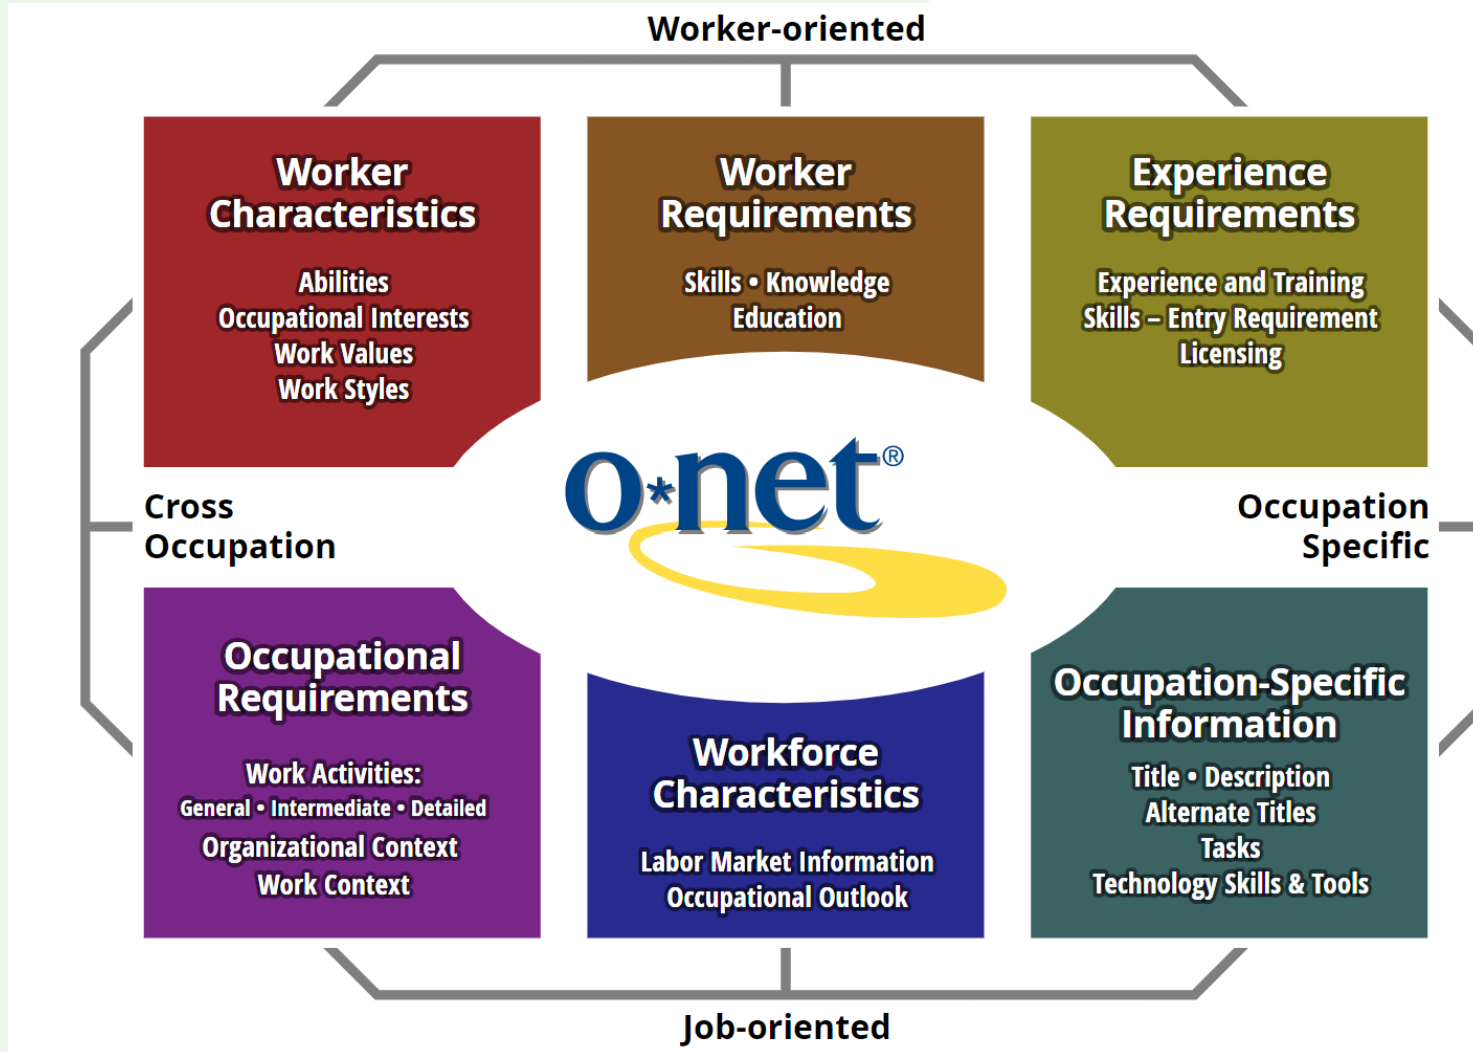 Worker-oriented
Worker
Characteristics
Abilities
Occupational Interests
Work Values
Work Styles
Worker
Requirements
Skills • Knowledge
Education
Experience
Requirements
Experience and Training
Skills – Entry Requirement
Licensing
o*net®
Cross
Occupation
Occupation
Specific
Occupational
Requirements
Work Activities:
General • Intermediate • Detailed
Organizational Context
Work Context
Workforce
Characteristics
Labor Market Information
Occupational Outlook
Occupation-Specific
Information
Title • Description
Alternate Titles
Tasks
Technology Skills & Tools
Job-oriented